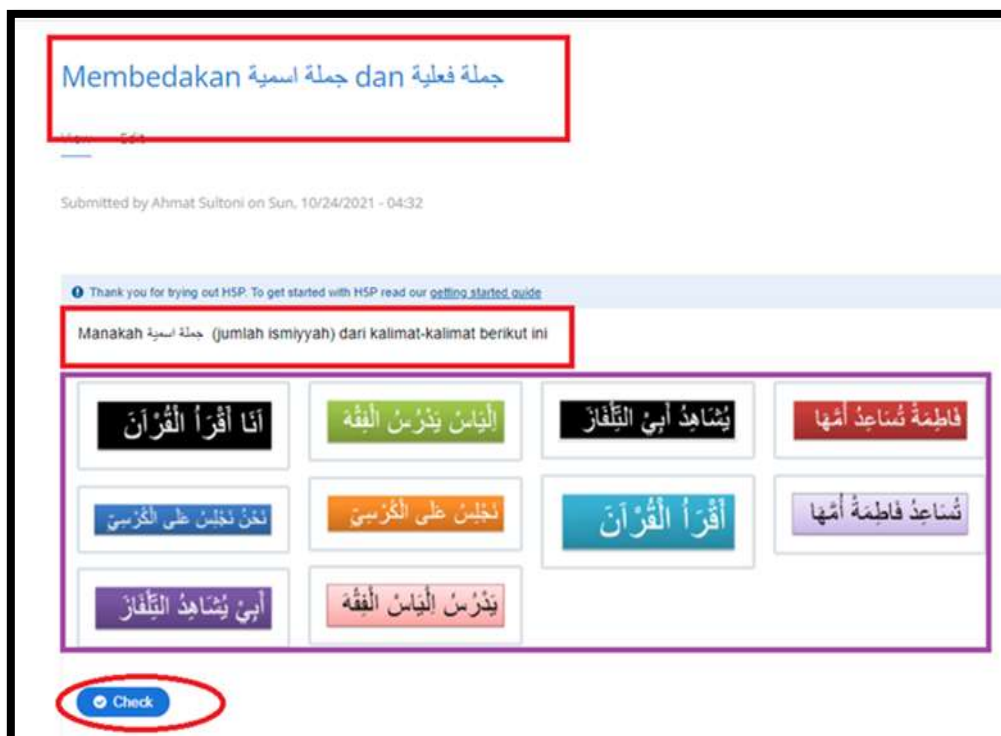 Membedakan جملة اسمية dan جملة فعلية
View Edit
Submitted by Ahmat Sultoni on Sun, 10/24/2021 - 04:32
Thank you for trying out H5P. To get started with H5P read our getting started guide
Manakah جملة اسمية (jumlah ismiyyah) dari kalimat-kalimat berikut ini
اَنَا أَقْرَأُ الْقُرْآنَ
اِلْيَاسْ يَدْرُسُ الْفِقْهَ
يُشَاهِدُ أَبِيْ التِّلْفَازَ
فَاطِمَةُ تُسَاعِدُ أُمَّهَا
نَحْنُ نَجْلِسُ عَلَى الْكُرْسِيّ
نَجْلِسُ عَلَى الْكُرْسِيّ
أَقْرَأُ الْقُرْآنَ
تُسَاعِدُ فَاطِمَةُ أُمَّهَا
أَبِيْ يُشَاهِدُ التِّلْفَازَ
يَدْرُسُ اِلْيَاسْ الْفِقْهَ
Check